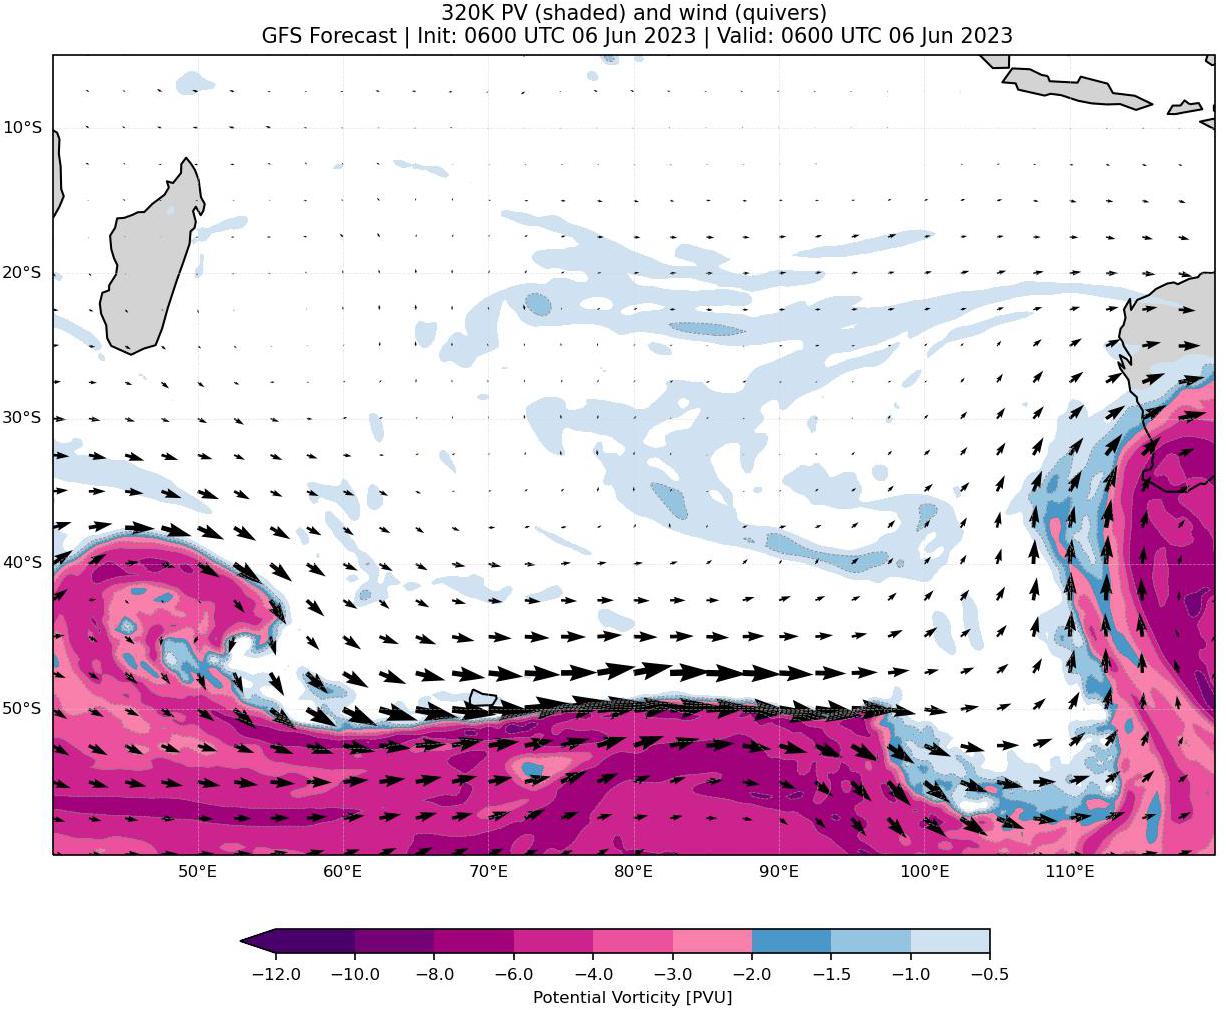 320K PV (shaded) and wind (quivers)
GFS Forecast | Init: 0600 UTC 06 Jun 2023 | Valid: 0600 UTC 06 Jun 2023
10°S
20°S
30°S
40°S
50°S
50°E 60°E 70°E 80°E 90°E 100°E 110°E
−12.0 −10.0 −8.0 −6.0 −4.0 −3.0 −2.0 −1.5 −1.0 −0.5
Potential Vorticity [PVU]